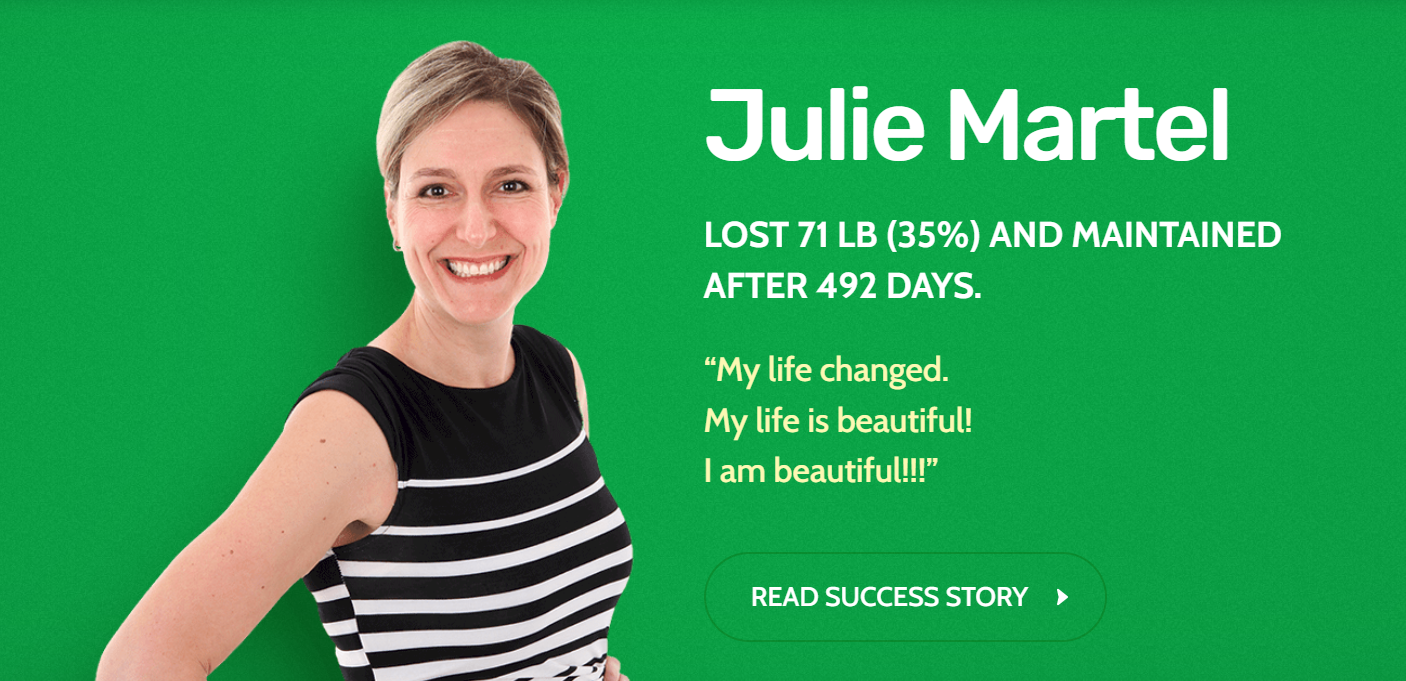 Julie Martel
LOST 71 LB (35%) AND MAINTAINED
AFTER 492 DAYS.
“My life changed.
My life is beautiful!
I am beautiful!!!”
READ SUCCESS STORY